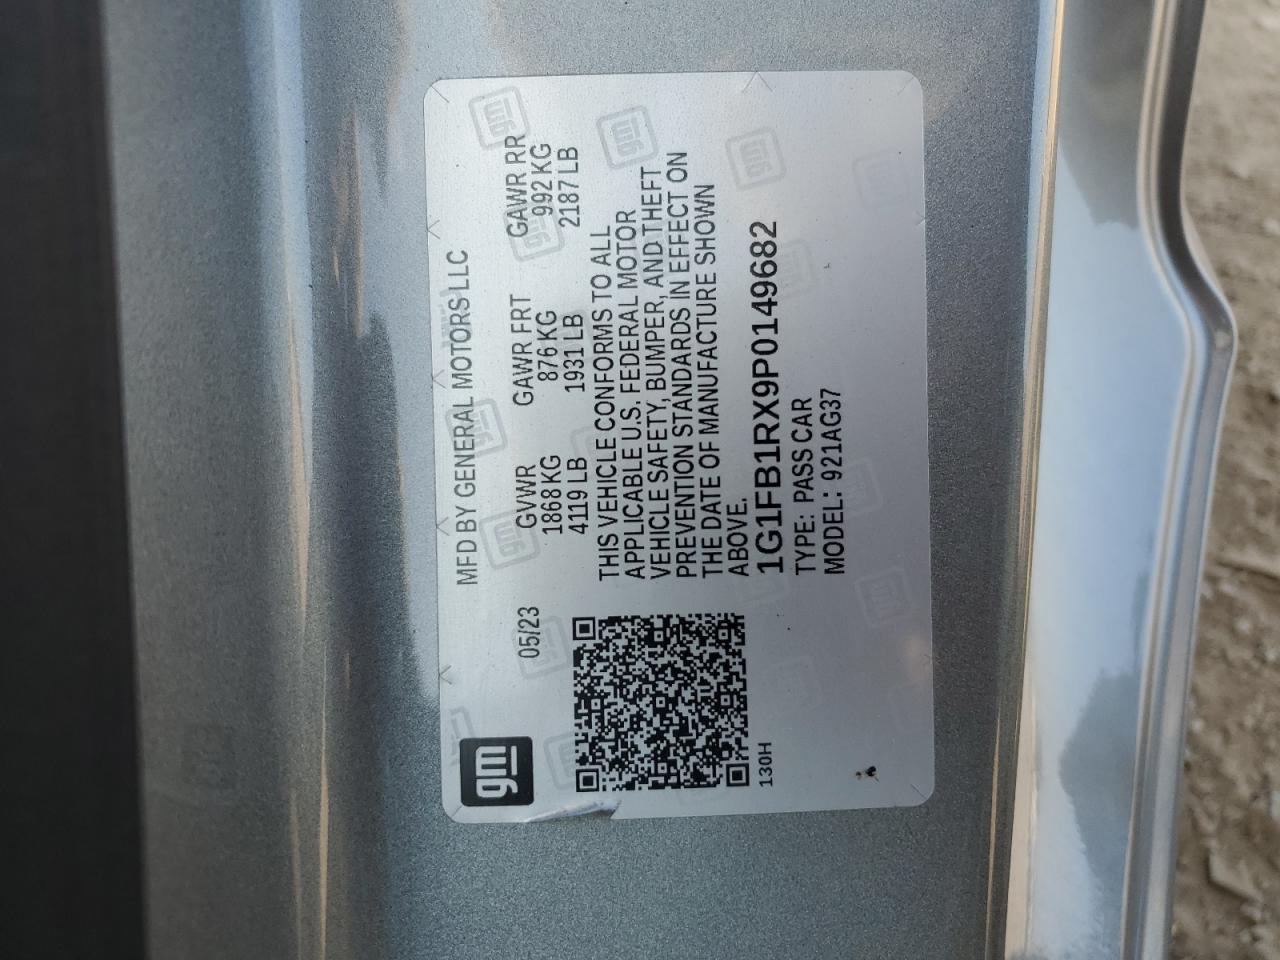 gm
MFD BY GENERAL MOTORS LLC
05/23
GVWR GAWR FRT GAWR RR
1868 KG 876 KG 992 KG
4119 LB 1931 LB 2187 LB
THIS VEHICLE CONFORMS TO ALL
APPLICABLE U.S. FEDERAL MOTOR
VEHICLE SAFETY, BUMPER, AND THEFT
PREVENTION STANDARDS IN EFFECT ON
THE DATE OF MANUFACTURE SHOWN
ABOVE.
1G1FB1RX9P0149682
TYPE: PASS CAR
MODEL: 921AG37
130H